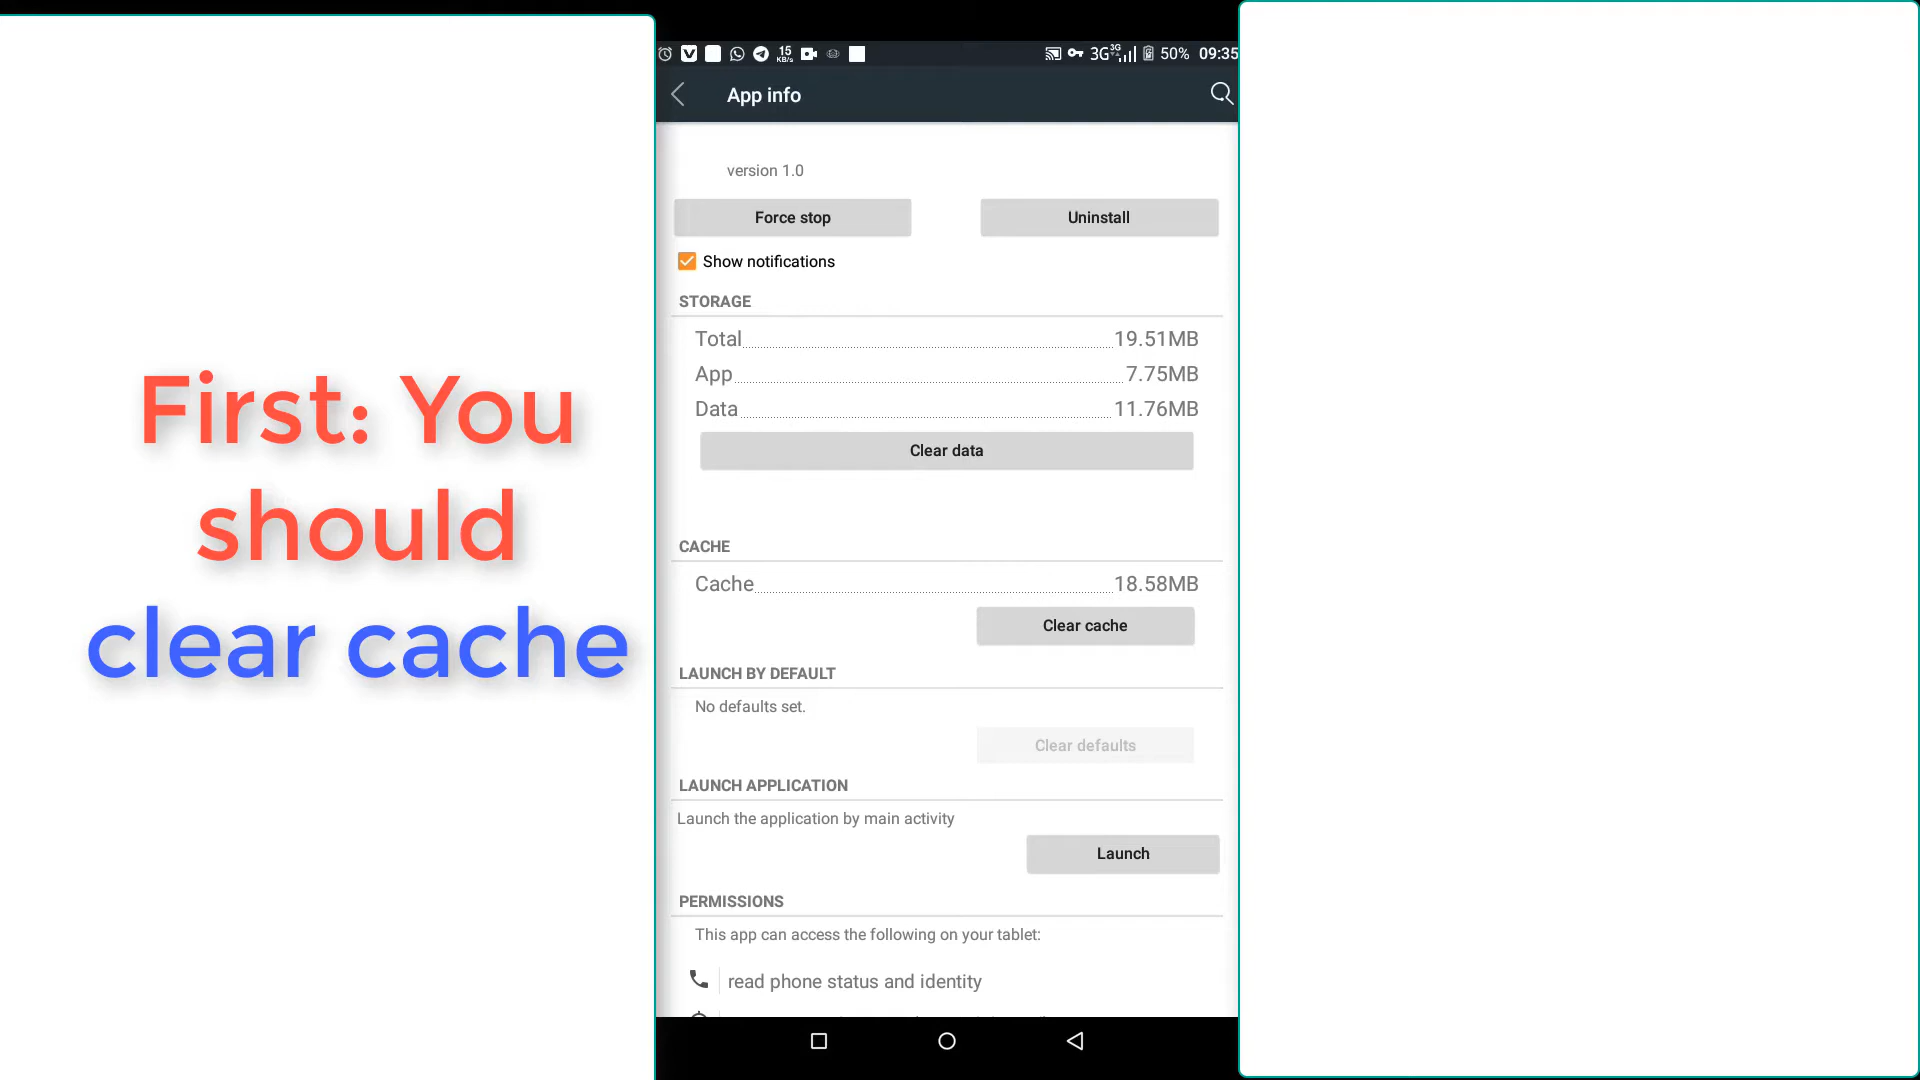 15
KB/s
3G
3G
50%
09:35
App info
version 1.0
Force stop
Uninstall
Show notifications
STORAGE
Total 19.51MB
App 7.75MB
Data 11.76MB
Clear data
CACHE
Cache 18.58MB
Clear cache
LAUNCH BY DEFAULT
No defaults set.
Clear defaults
LAUNCH APPLICATION
Launch the application by main activity
Launch
PERMISSIONS
This app can access the following on your tablet:
read phone status and identity
First: You
should
clear cache